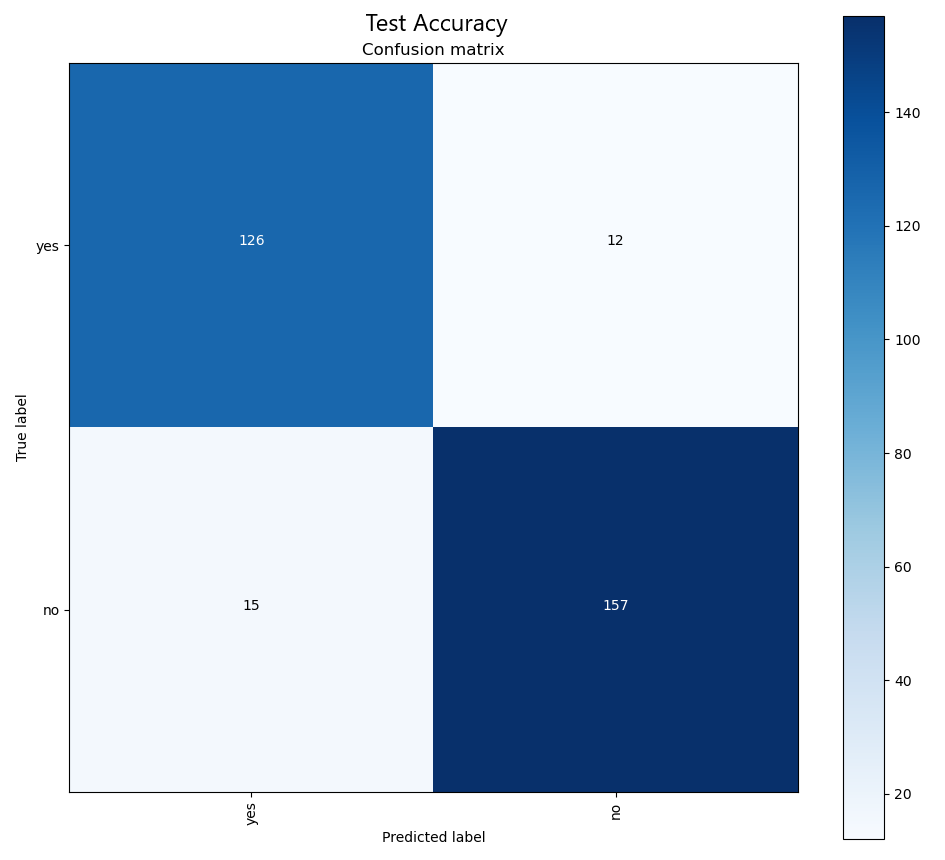 Test Accuracy
Confusion matrix
140
120
100
80
60
40
20
True label
yes
126
12
no
15
157
yes
no
Predicted label